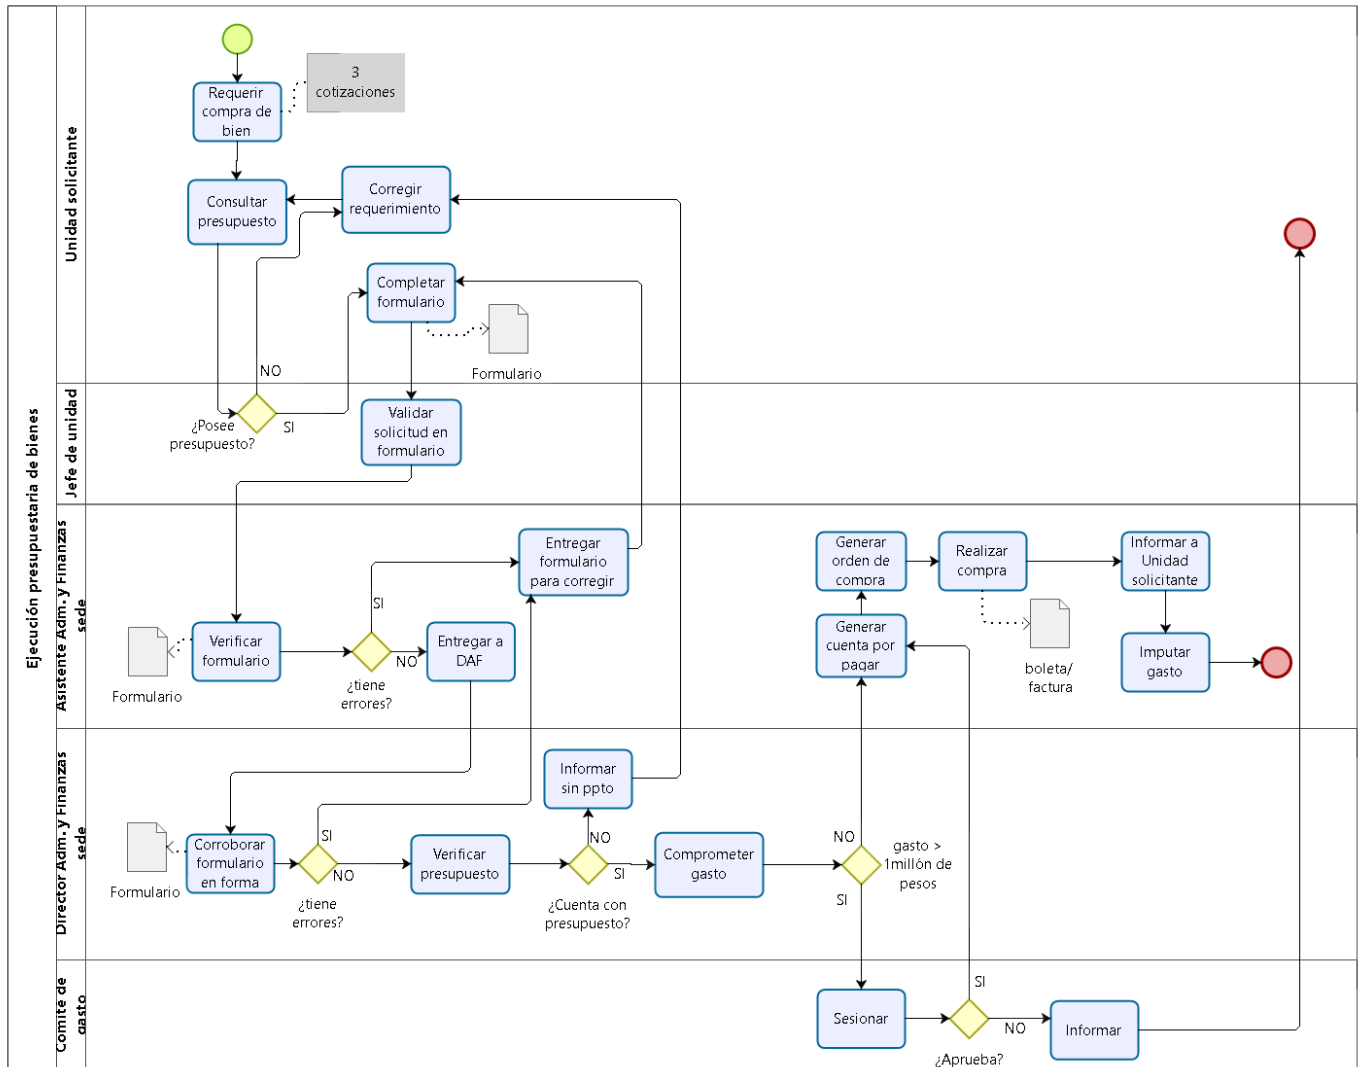 Ejecución presupuestaria de bienes
Unidad solicitante
3
cotizaciones
Requerir
compra de
bien
Consultar
presupuesto
Corregir
requerimiento
Completar
formulario
Formulario
NO
Jefe de unidad
¿Posee
presupuesto?
SI
Validar
solicitud en
formulario
Asistente Adm. y Finanzas
sede
Entregar
formulario
para corregir
SI
Verificar
formulario
Formulario
¿tiene
errores?
NO
Entregar a
DAF
Generar
orden de
compra
Realizar
compra
Informar a
Unidad
solicitante
Generar
cuenta por
pagar
boleta/
factura
Imputar
gasto
Director Adm. y Finanzas
sede
Informar
sin ppto
Corroborar
formulario
en forma
Formulario
SI
NO
¿tiene
errores?
Verificar
presupuesto
NO
SI
¿Cuenta con
presupuesto?
Comprometer
gasto
NO
gasto >
1millón de
pesos
SI
Comite de
gasto
Sesionar
SI
NO
¿Aprueba?
Informar